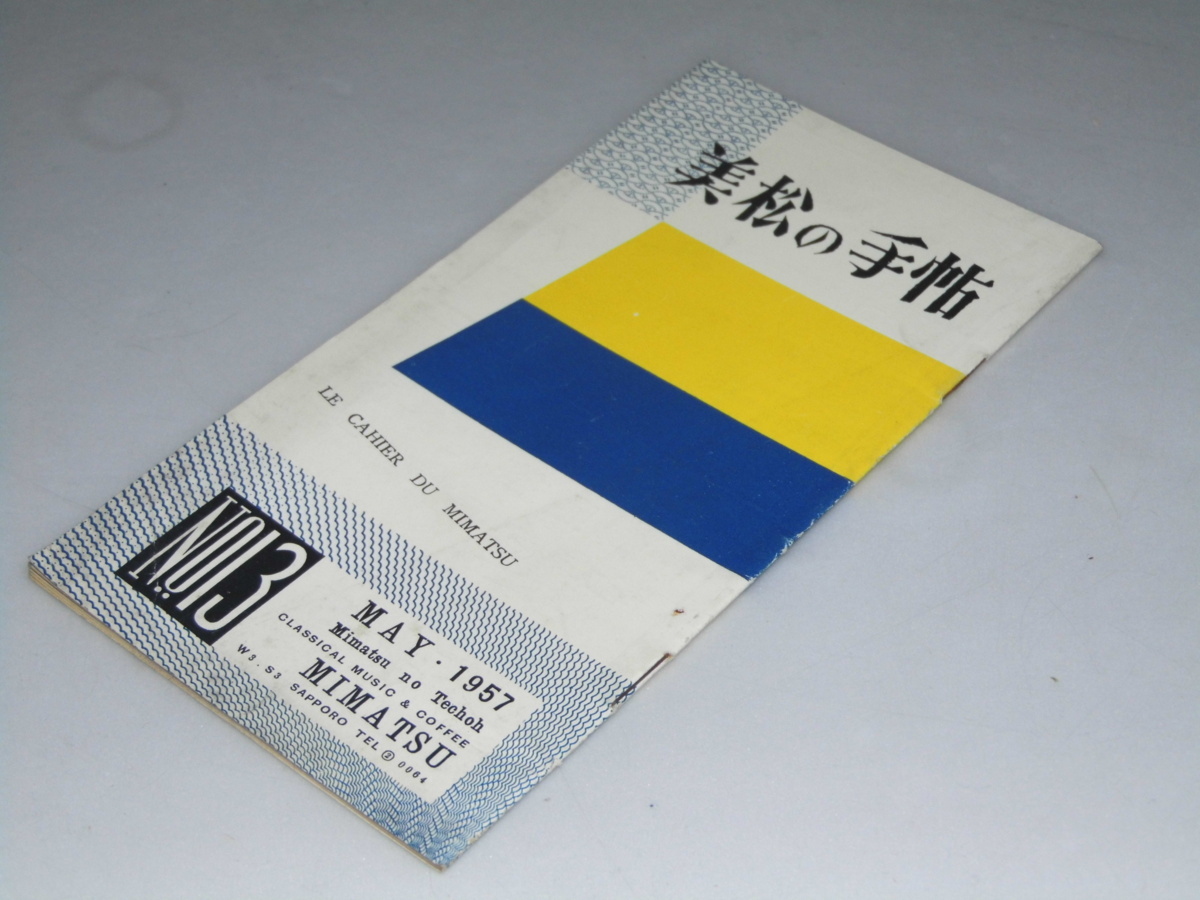 美松の手帖
LE CAHIER DU MIMATSU
NO.13
MAY・1957
Mimatsu no Techoh
CLASSICAL MUSIC & COFFEE
MIMATSU
W3.S3 SAPPORO TEL ② 0064